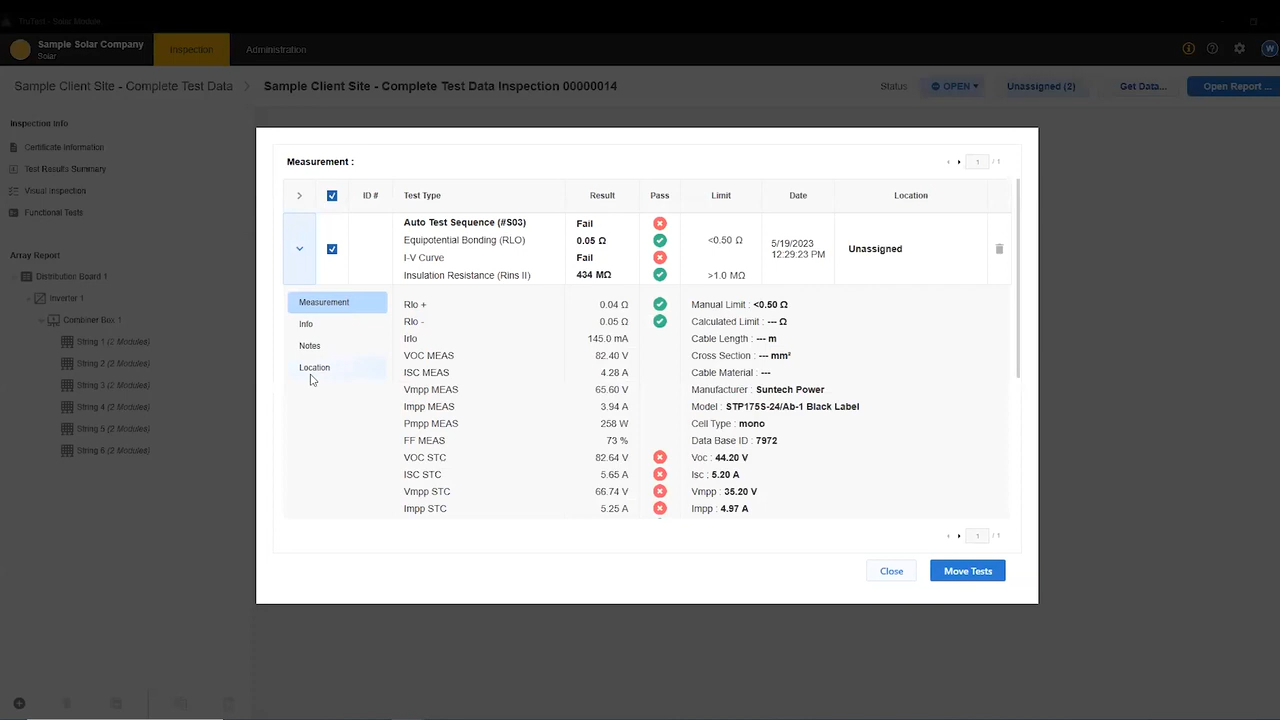 TruTest - Solar Module
Sample Solar Company
Solar
Inspection
Administration
W
Sample Client Site - Complete Test Data
Sample Client Site - Complete Test Data Inspection 00000014
Status
OPEN
Unassigned (2)
Get Data...
Open Report ...
Inspection Info
Certificate Information
Test Results Summary
Visual Inspection
Functional Tests
Array Report
Distribution Board 1
Inverter 1
Combiner Box 1
String 1 (2 Modules)
String 2 (2 Modules)
String 3 (2 Modules)
String 4 (2 Modules)
String 5 (2 Modules)
String 6 (2 Modules)
Measurement :
1 / 1
ID # Test Type Result Pass Limit Date Location
Auto Test Sequence (#S03) Fail
Equipotential Bonding (RLO) 0.05 Ω <0.50 Ω
I-V Curve Fail
Insulation Resistance (Rins II) 434 MΩ >1.0 MΩ
5/19/2023
12:29:23 PM
Unassigned
Measurement
Info
Notes
Location
Rlo + 0.04 Ω Manual Limit : <0.50 Ω
Rlo - 0.05 Ω Calculated Limit : --- Ω
Irlo 145.0 mA Cable Length : --- m
VOC MEAS 82.40 V Cross Section : --- mm²
ISC MEAS 4.28 A Cable Material : ---
Vmpp MEAS 65.60 V Manufacturer : Suntech Power
Impp MEAS 3.94 A Model : STP175S-24/Ab-1 Black Label
Pmpp MEAS 258 W Cell Type : mono
FF MEAS 73 % Data Base ID : 7972
VOC STC 82.64 V Voc : 44.20 V
ISC STC 5.65 A Isc : 5.20 A
Vmpp STC 66.74 V Vmpp : 35.20 V
Impp STC 5.25 A Impp : 4.97 A
1 / 1
Close
Move Tests